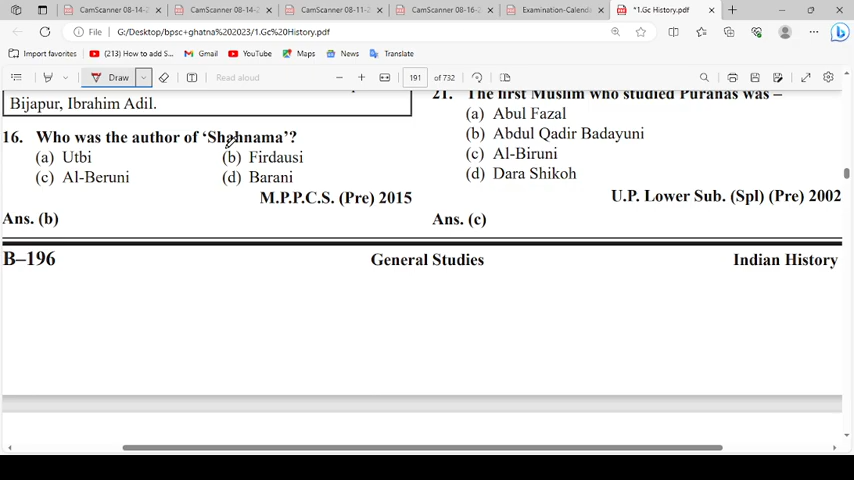 CamScanner 08-14-2
CamScanner 08-14-2
CamScanner 08-11-2
CamScanner 08-16-2
Examination-Calenda
*1.Gc History.pdf
File
G:/Desktop/bpsc+ghatna%202023/1.Gc%20History.pdf
Import favorites
(213) How to add S...
Gmail
YouTube
Maps
News
Translate
Draw
Read aloud
191 of 732
Bijapur, Ibrahim Adil.
16. Who was the author of ‘Shahnama’?
(a) Utbi (b) Firdausi
(c) Al-Beruni (d) Barani
M.P.P.C.S. (Pre) 2015
Ans. (b)
21. The first Muslim who studied Puranas was –
(a) Abul Fazal
(b) Abdul Qadir Badayuni
(c) Al-Biruni
(d) Dara Shikoh
U.P. Lower Sub. (Spl) (Pre) 2002
Ans. (c)
B–196 General Studies Indian History